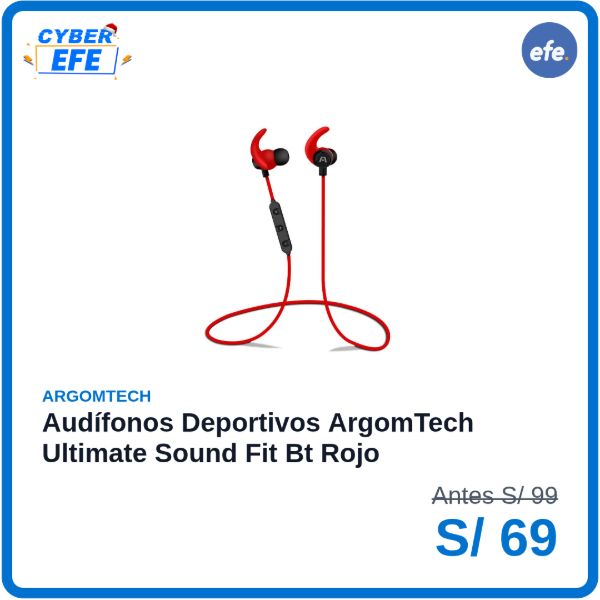 CYBER
EFE
efe.
ARGOMTECH
Audífonos Deportivos ArgomTech
Ultimate Sound Fit Bt Rojo
Antes S/ 99
S/ 69